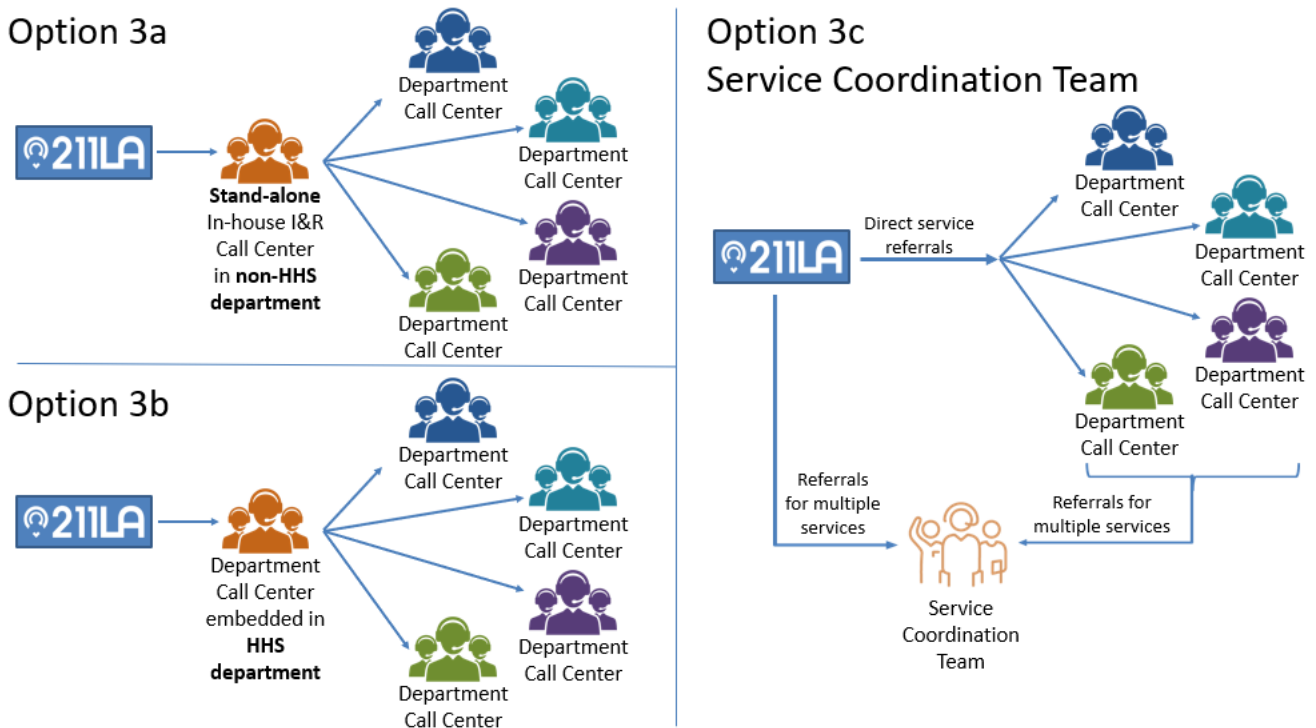 Option 3a
211LA
Stand-alone
In-house I&R
Call Center
in non-HHS
department
Department
Call Center
Department
Call Center
Department
Call Center
Department
Call Center
Option 3b
211LA
Department
Call Center
embedded in
HHS
department
Department
Call Center
Department
Call Center
Department
Call Center
Department
Call Center
Option 3c
Service Coordination Team
211LA
Direct service
referrals
Department
Call Center
Department
Call Center
Department
Call Center
Department
Call Center
Referrals
for multiple
services
Referrals for
multiple services
Service
Coordination
Team